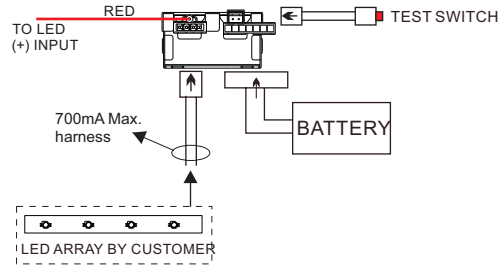 RED
TO LED
(+) INPUT
TEST SWITCH
700mA Max.
harness
BATTERY
LED ARRAY BY CUSTOMER